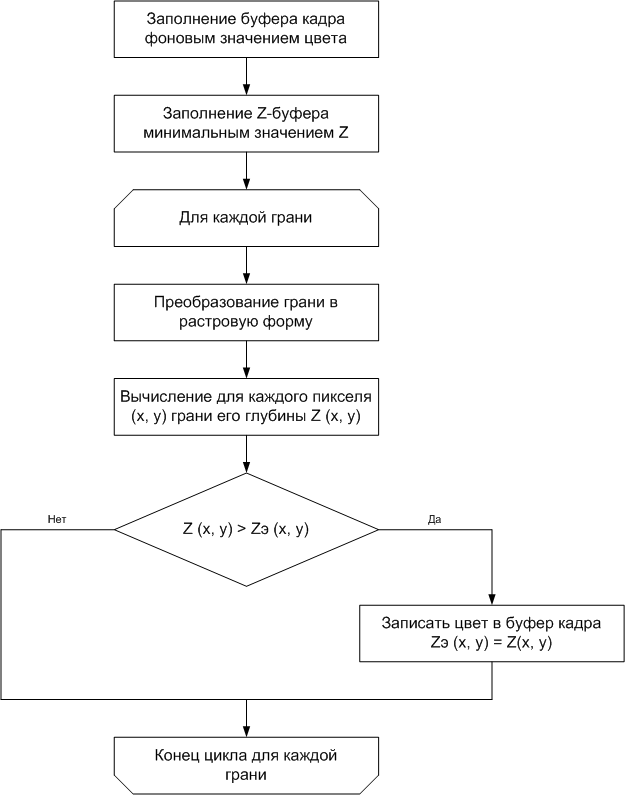 Заполнение буфера кадра
фоновым значением цвета
Заполнение Z-буфера
минимальным значением Z
Для каждой грани
Преобразование грани в
растровую форму
Вычисление для каждого пикселя
(x, y) грани его глубины Z (x, y)
Нет
Z (x, y) > Zэ (x, y)
Да
Записать цвет в буфер кадра
Zэ (x, y) = Z(x, y)
Конец цикла для каждой
грани